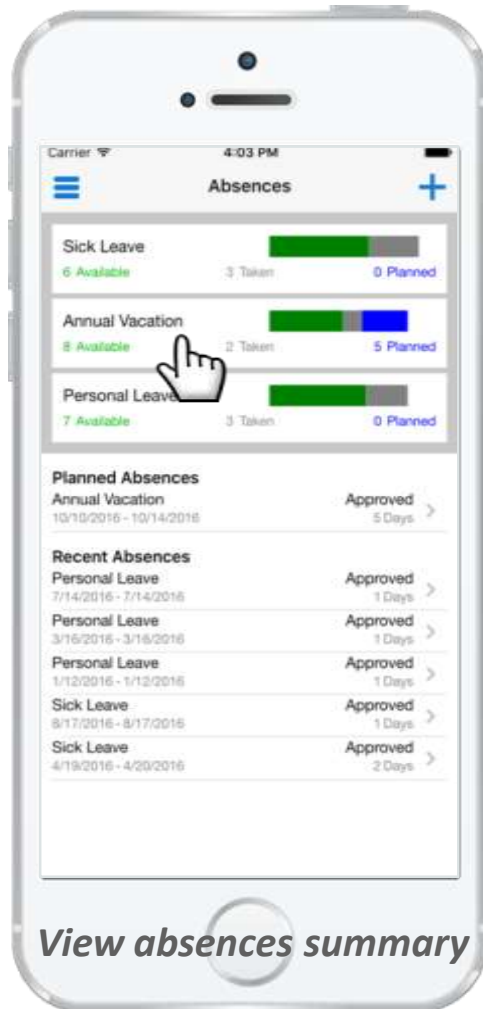 Carrier 4:03 PM
Absences
Sick Leave
6 Available 3 Taken 0 Planned
Annual Vacation
8 Available 2 Taken 5 Planned
Personal Leave
7 Available 3 Taken 0 Planned
Planned Absences
Annual Vacation Approved
10/10/2016 - 10/14/2016 5 Days
Recent Absences
Personal Leave Approved
7/14/2016 - 7/14/2016 1 Days
Personal Leave Approved
3/16/2016 - 3/16/2016 1 Days
Personal Leave Approved
1/12/2016 - 1/12/2016 1 Days
Sick Leave Approved
8/17/2016 - 8/17/2016 1 Days
Sick Leave Approved
4/19/2016 - 4/20/2016 2 Days
View absences summary